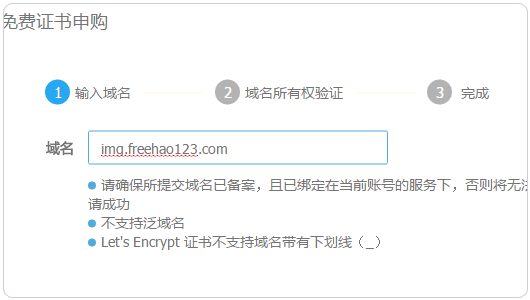 免费证书申购
1 输入域名 2 域名所有权验证 3 完成
域名 img.freehao123.com
请确保所提交域名已备案，且已绑定在当前账号的服务下，否则将无
请成功
不支持泛域名
Let's Encrypt 证书不支持域名带有下划线（_）